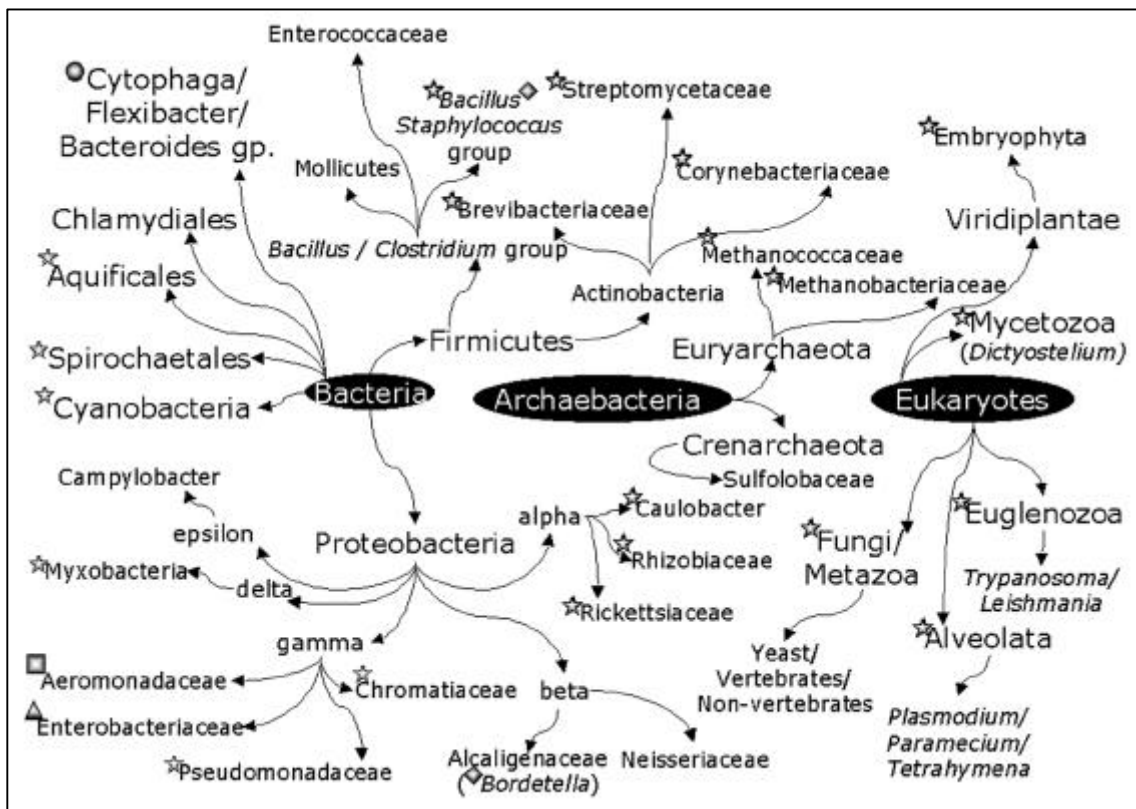 Enterococcaceae
Cytophaga/
Flexibacter/
Bacteroides gp.
Bacillus
Staphylococcus
group
Streptomycetaceae
Embryophyta
Mollicutes
Corynebacteriaceae
Chlamydiales
Brevibacteriaceae
Viridiplantae
Bacillus / Clostridium group
Methanococcaceae
Aquificales
Methanobacteriaceae
Actinobacteria
Mycetozoa
(Dictyostelium)
Firmicutes
Euryarchaeota
Spirochaetales
Bacteria
Archaebacteria
Eukaryotes
Cyanobacteria
Crenarchaeota
Sulfolobaceae
Campylobacter
Caulobacter
epsilon
Proteobacteria
alpha
Euglenozoa
Fungi/
Metazoa
Rhizobiaceae
Myxobacteria
delta
Trypanosoma/
Leishmania
Rickettsiaceae
gamma
Alveolata
Yeast/
Vertebrates/
Non-vertebrates
Aeromonadaceae
Chromatiaceae
beta
Enterobacteriaceae
Plasmodium/
Paramecium/
Tetrahymena
Alcaligenaceae
(Bordetella)
Neisseriaceae
Pseudomonadaceae